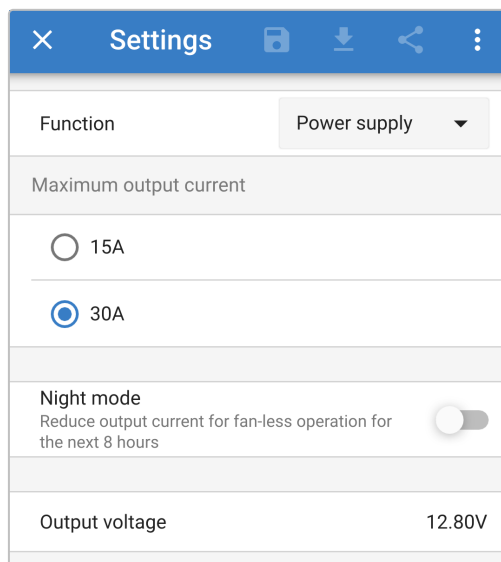 Settings
Function
Power supply
Maximum output current
15A
30A
Night mode
Reduce output current for fan-less operation for
the next 8 hours
Output voltage
12.80V